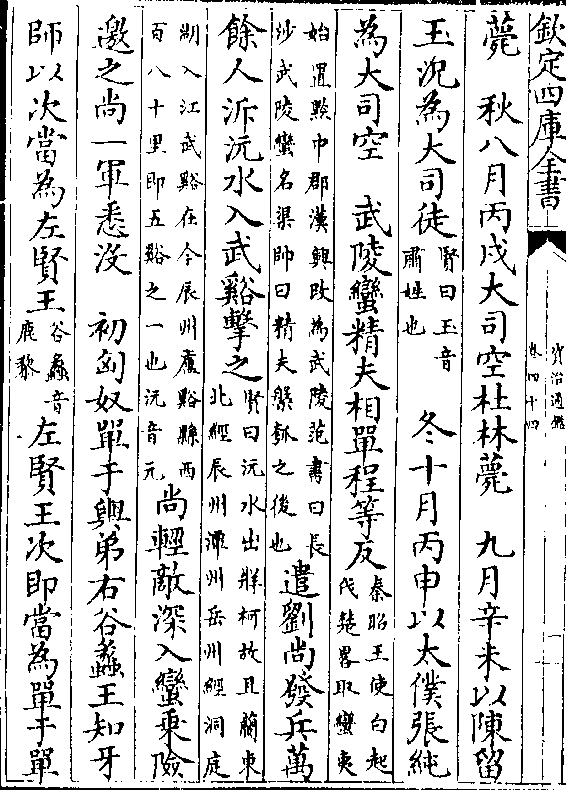 欽定四庫全書
資治通鑑
卷四十四
薨　秋八月丙戌大司空杜林薨　九月辛未以陳留
玉況為大司徒賢曰玉音肅姓也　冬十月丙申以太僕張純
為大司空　武陵蠻精夫相單程等反秦昭王使白起伐楚畧取蠻夷
始置黔中郡漢興改為武陵范書曰長沙武陵蠻名渠帥曰精夫槃瓠之後也遣劉尚發兵萬
餘人泝沅水入武谿擊之賢曰沅水出牂柯故且蘭東北經辰州潭州岳州經洞庭
湖入江武谿在今辰州廬谿縣西百八十里即五谿之一也沅音元尚輕敵深入蠻乘險
邀之尚一軍悉沒　初匈奴單于輿弟右谷蠡王知牙
師以次當為左賢王谷蠡音鹿黎左賢王次即當為單于單